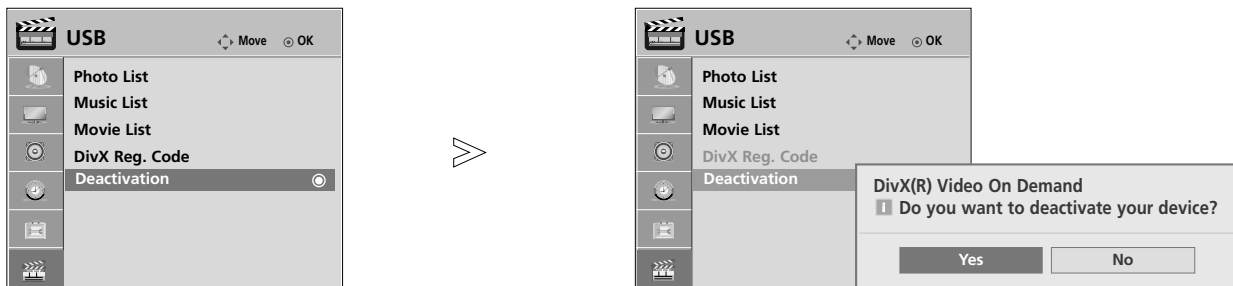 USB Move OK
Photo List
Music List
Movie List
DivX Reg. Code
Deactivation
USB Move OK
Photo List
Music List
Movie List
DivX Reg. Code
Deactivation
DivX(R) Video On Demand
i Do you want to deactivate your device?
Yes No